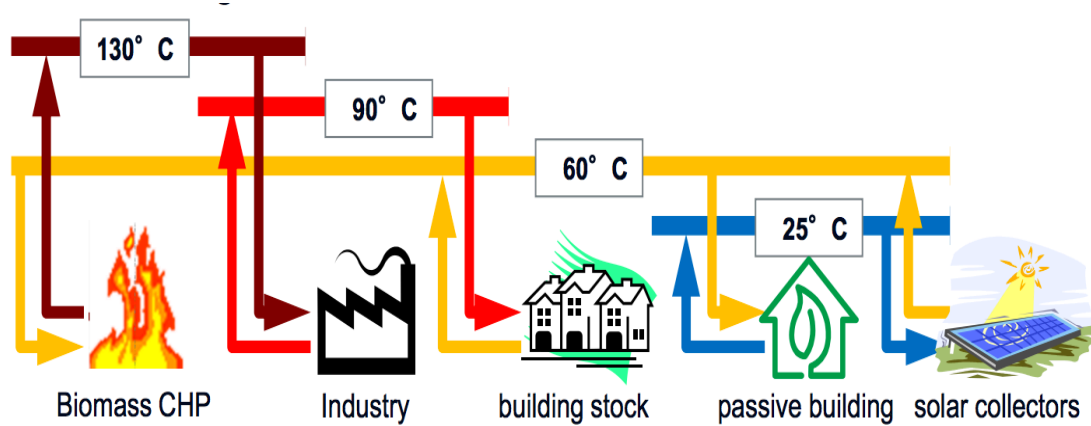 130° C
90° C
60° C
25° C
Biomass CHP
Industry
building stock
passive building
solar collectors